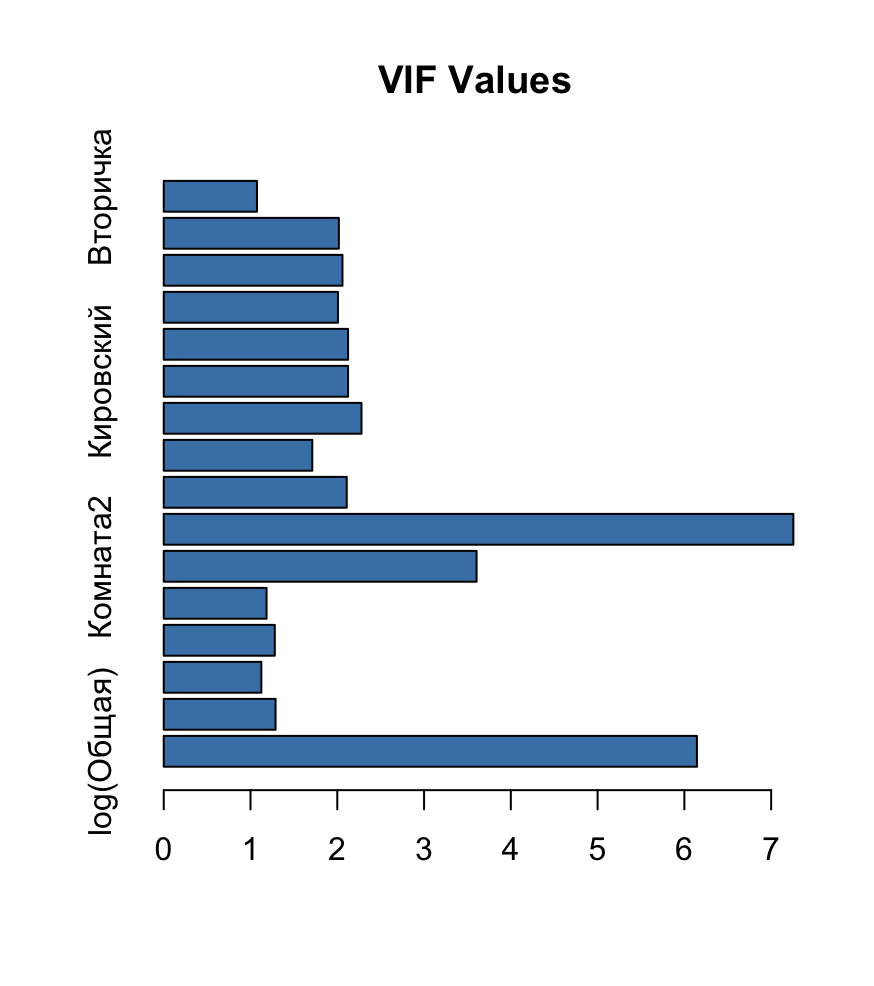 VIF Values
Вторичка
Кировский
Комната2
log(Общая)
0 1 2 3 4 5 6 7